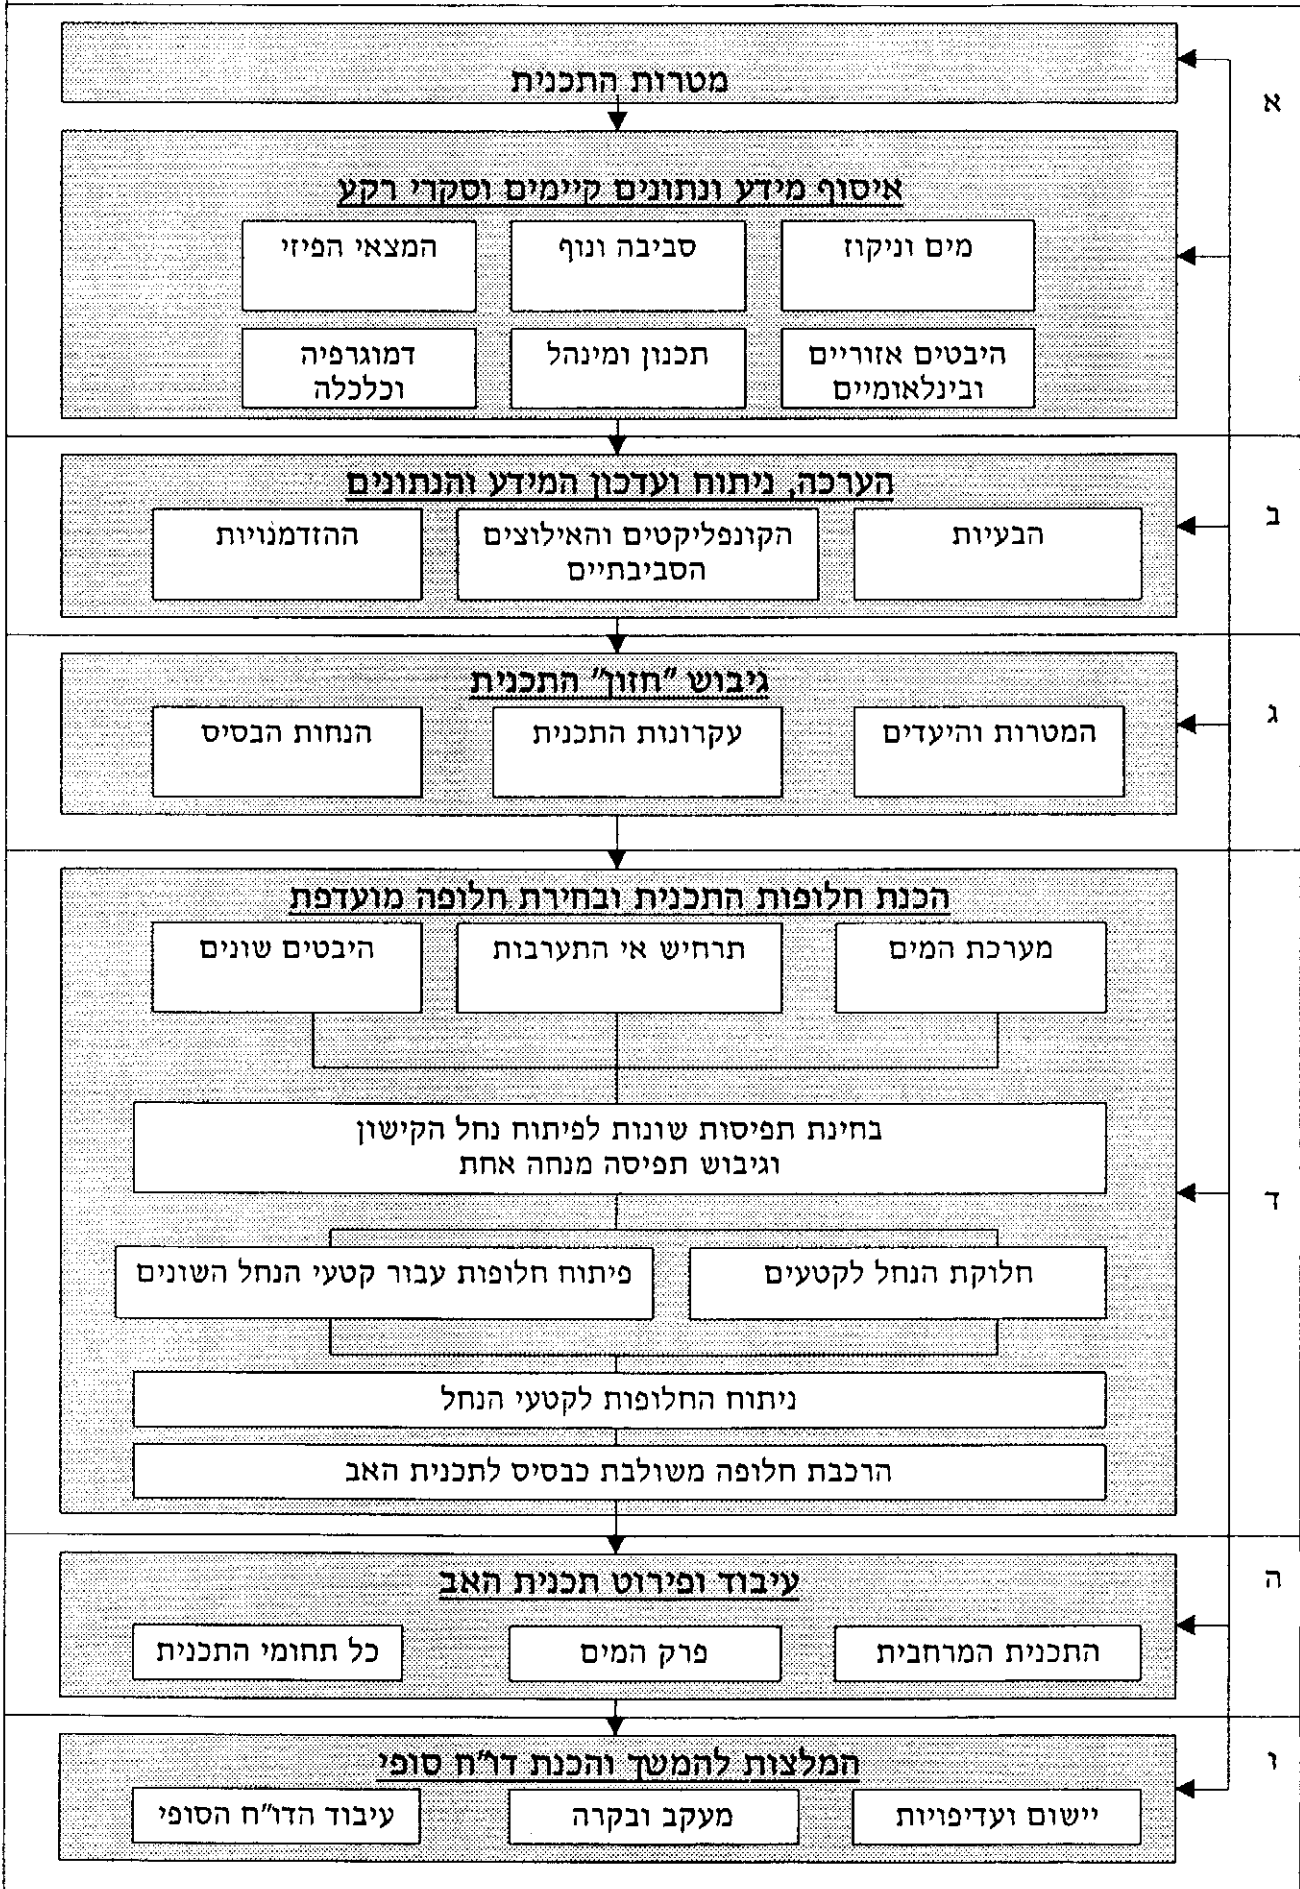 מטרות התכנית
א
איסוף מידע ונתונים קיימים וסקרי רקע
מים וניקוז
סביבה ונוף
המצאי הפיזי
היבטים אזוריים
ובינלאומיים
תכנון ומינהל
דמוגרפיה
וכלכלה
ב
הערכה, ניתוח ועדכון המידע והנתונים
הבעיות
הקונפליקטים והאילוצים
הסביבתיים
ההזדמנויות
ג
גיבוש "חזון" התכנית
המטרות והיעדים
עקרונות התכנית
הנחות הבסיס
ד
הכנת חלופות התכנית ובחירת חלופה מועדפת
מערכת המים
תרחיש אי התערבות
היבטים שונים
בחינת תפיסות שונות לפיתוח נחל הקישון
וגיבוש תפיסה מנחה אחת
חלוקת הנחל לקטעים
פיתוח חלופות עבור קטעי הנחל השונים
ניתוח החלופות לקטעי הנחל
הרכבת חלופה משולבת כבסיס לתכנית האב
ה
עיבוד ופירוט תכנית האב
התכנית המרחבית
פרק המים
כל תחומי התכנית
ו
המלצות להמשך והכנת דו"ח סופי
יישום ועדיפויות
מעקב ובקרה
עיבוד הדו"ח הסופי